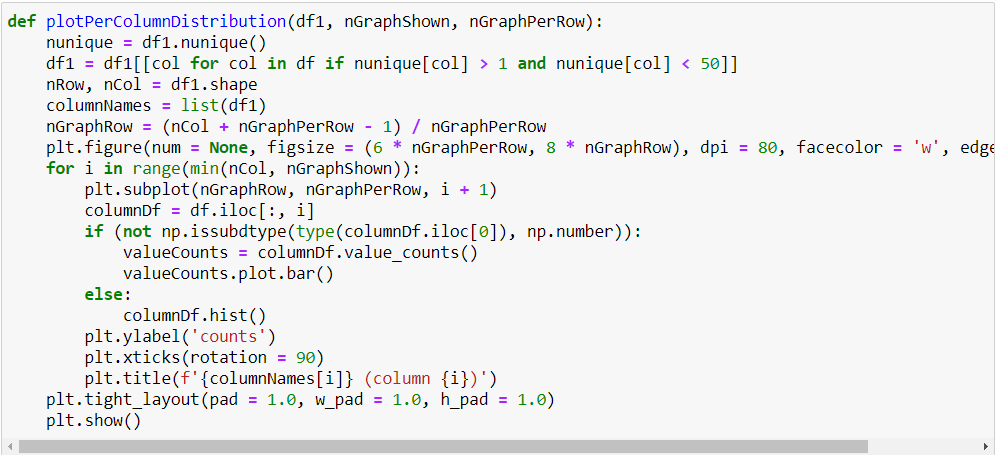 def plotPerColumnDistribution(df1, nGraphShown, nGraphPerRow):
    nunique = df1.nunique()
    df1 = df1[[col for col in df if nunique[col] > 1 and nunique[col] < 50]]
    nRow, nCol = df1.shape
    columnNames = list(df1)
    nGraphRow = (nCol + nGraphPerRow - 1) / nGraphPerRow
    plt.figure(num = None, figsize = (6 * nGraphPerRow, 8 * nGraphRow), dpi = 80, facecolor = 'w', edge
    for i in range(min(nCol, nGraphShown)):
        plt.subplot(nGraphRow, nGraphPerRow, i + 1)
        columnDf = df.iloc[:, i]
        if (not np.issubdtype(type(columnDf.iloc[0]), np.number)):
            valueCounts = columnDf.value_counts()
            valueCounts.plot.bar()
        else:
            columnDf.hist()
        plt.ylabel('counts')
        plt.xticks(rotation = 90)
        plt.title(f'{columnNames[i]} (column {i})')
    plt.tight_layout(pad = 1.0, w_pad = 1.0, h_pad = 1.0)
    plt.show()